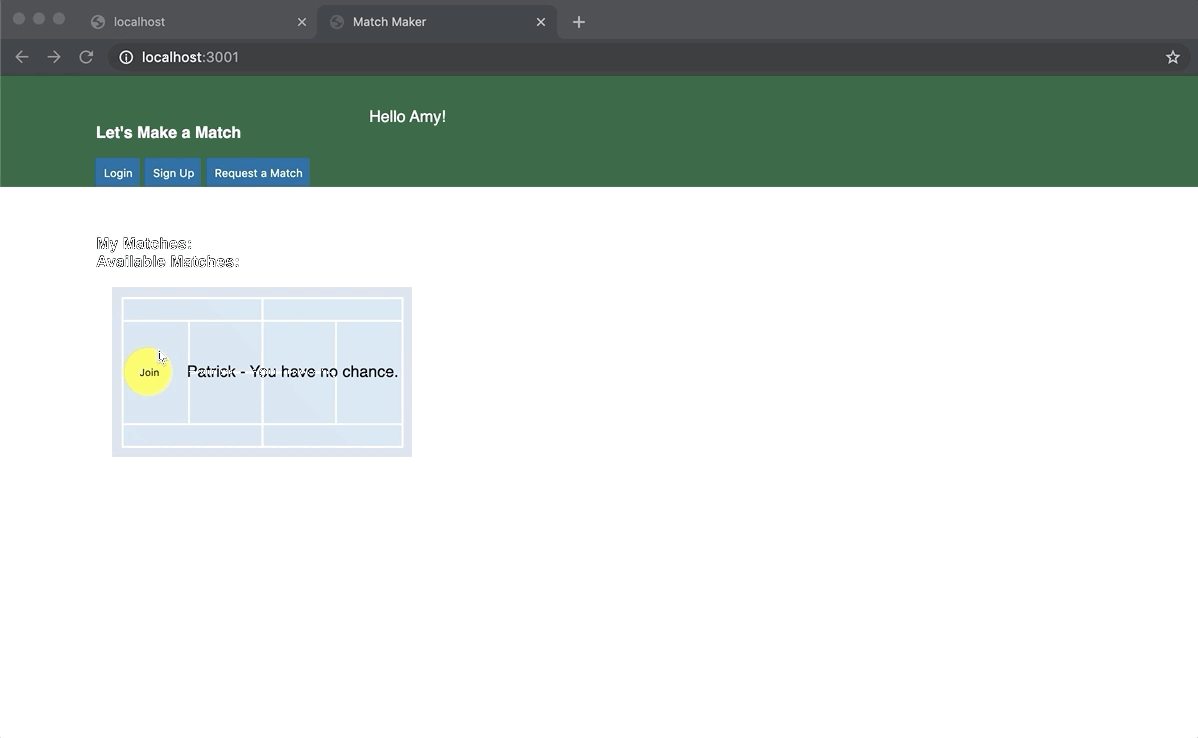 localhost
Match Maker
localhost:3001
Hello Amy!
Let's Make a Match
Login
Sign Up
Request a Match
My Matches:
Available Matches:
Join
Patrick - You have no chance.